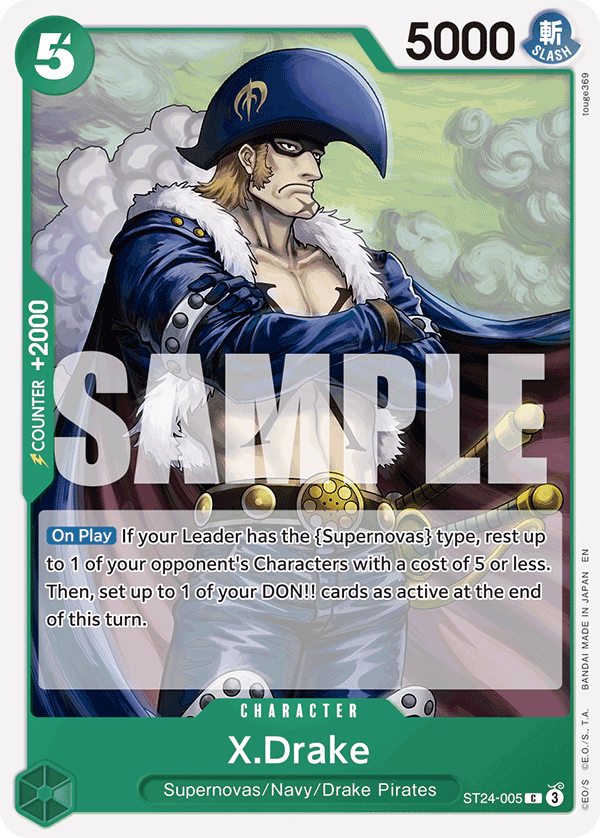 5
5000
斬
SLASH
touge369
COUNTER +2000
SAMPLE
On Play If your Leader has the {Supernovas} type, rest up
to 1 of your opponent's Characters with a cost of 5 or less.
Then, set up to 1 of your DON!! cards as active at the end
of this turn.
CHARACTER
X.Drake
Supernovas/Navy/Drake Pirates
ST24-005 C 3
©E.O/S ©E.O./S., T.A. BANDAI MADE IN JAPAN EN